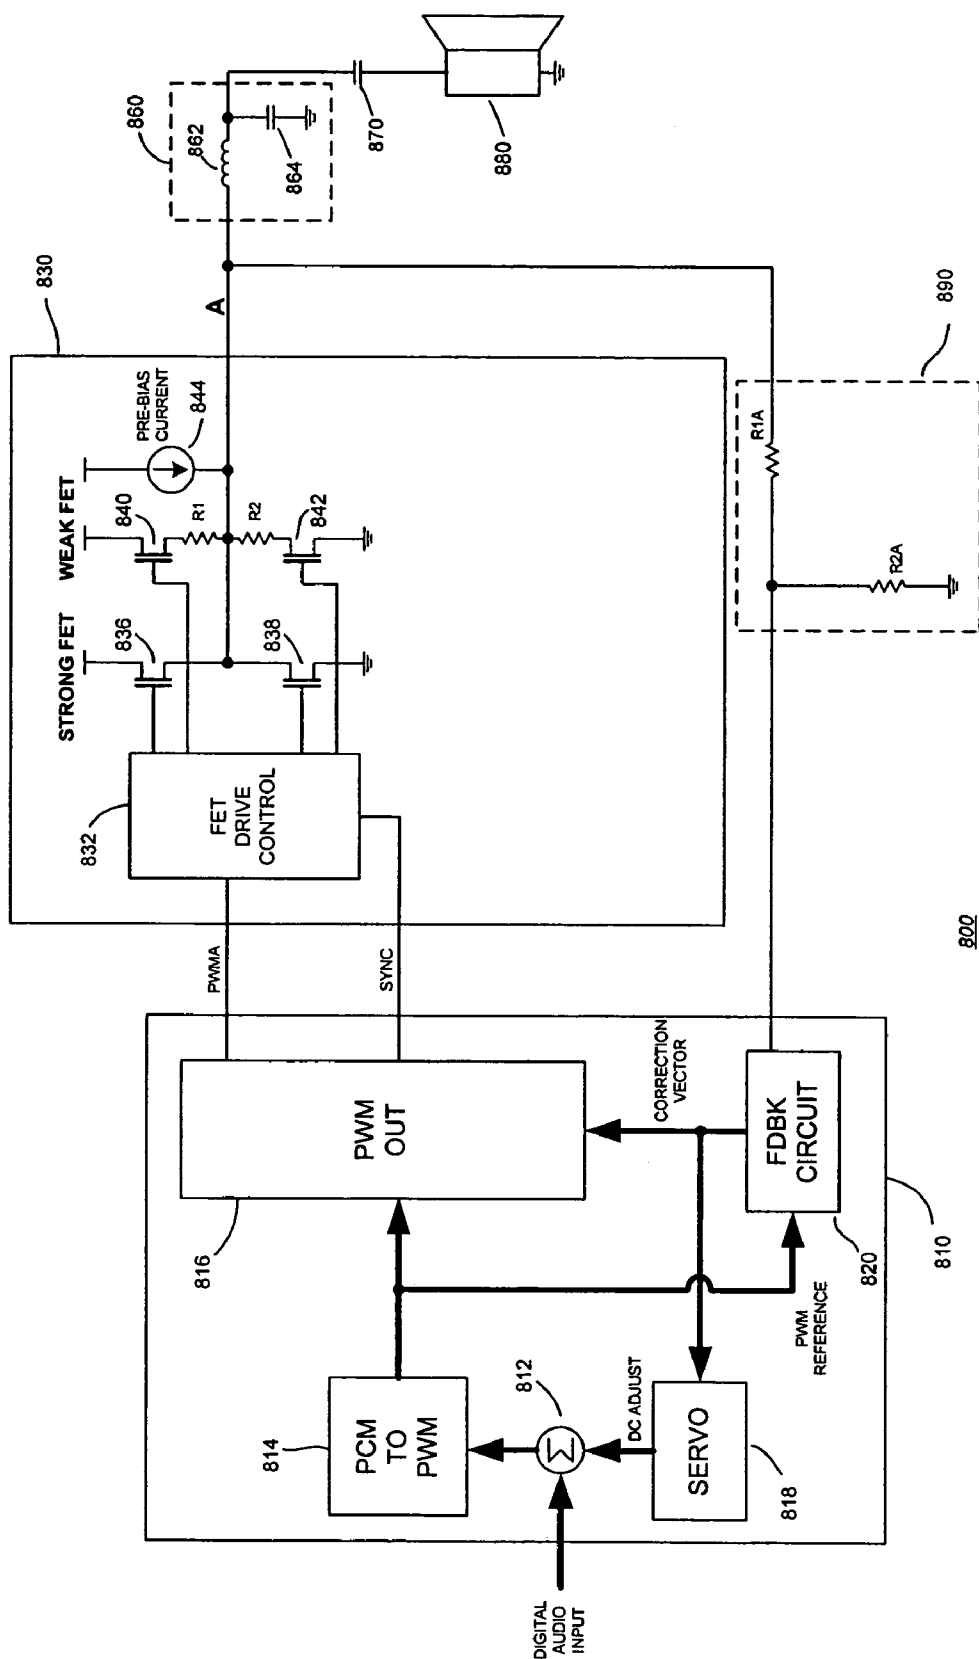 800
810
DIGITAL
AUDIO
INPUT
812
Σ
814
PCM
TO
PWM
DC ADJUST
SERVO
818
816
PWM
OUT
PWM
REFERENCE
CORRECTION
VECTOR
FDBK
CIRCUIT
820
PWMA
SYNC
830
832
FET
DRIVE
CONTROL
STRONG FET
WEAK FET
836
838
840
842
R1
R2
PRE-BIAS
CURRENT
844
A
860
862
864
870
880
890
R1A
R2A